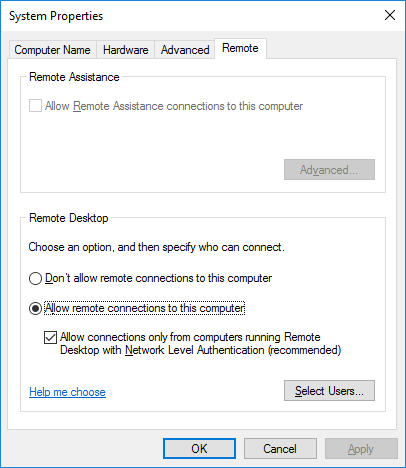 System Properties
Computer Name
Hardware
Advanced
Remote
Remote Assistance
Allow Remote Assistance connections to this computer
Advanced...
Remote Desktop
Choose an option, and then specify who can connect.
Don't allow remote connections to this computer
Allow remote connections to this computer
Allow connections only from computers running Remote
Desktop with Network Level Authentication (recommended)
Help me choose
Select Users...
OK
Cancel
Apply